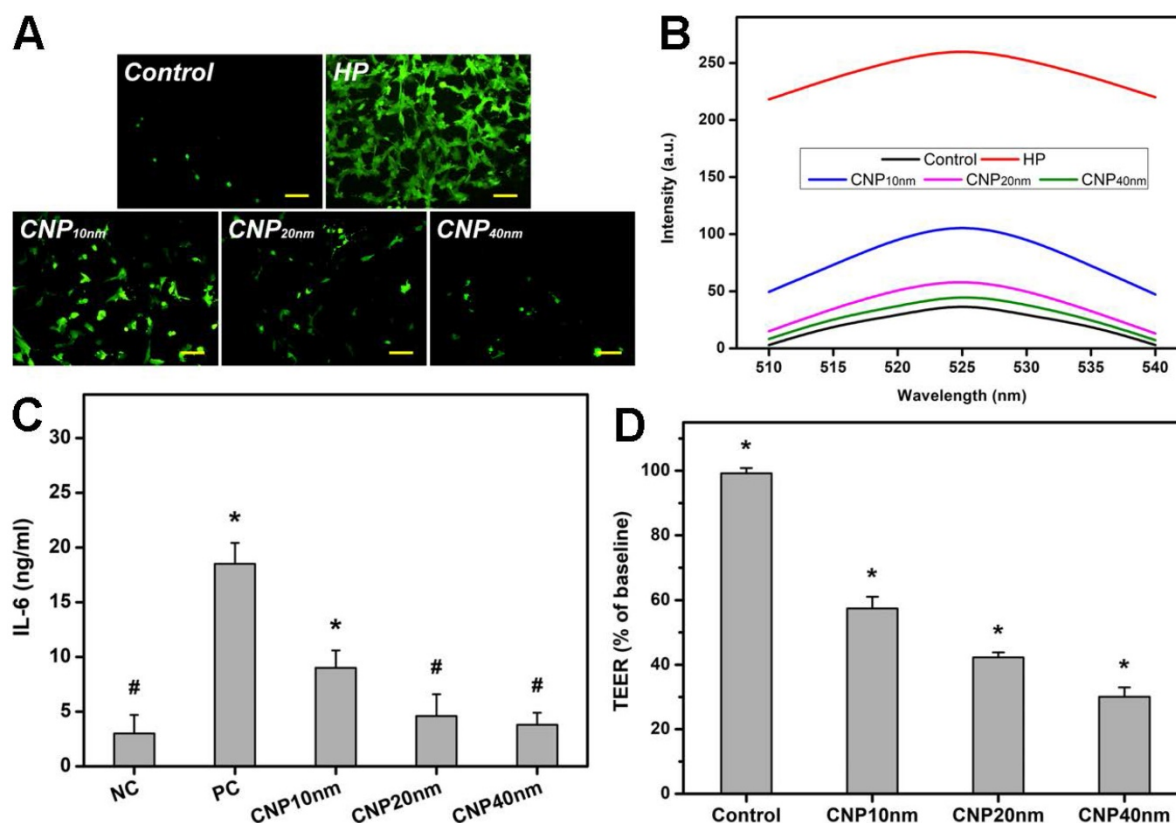 A
Control
HP
CNP10nm
CNP20nm
CNP40nm
B
250
200
150
100
50
0
Intensity (a.u.)
Control
HP
CNP10nm
CNP20nm
CNP40nm
510
515
520
525
530
535
540
Wavelength (nm)
C
30
25
20
15
10
5
0
IL-6 (ng/ml)
#
*
*
#
#
NC
PC
CNP10nm
CNP20nm
CNP40nm
D
100
80
60
40
20
0
TEER (% of baseline)
*
*
*
*
Control
CNP10nm
CNP20nm
CNP40nm